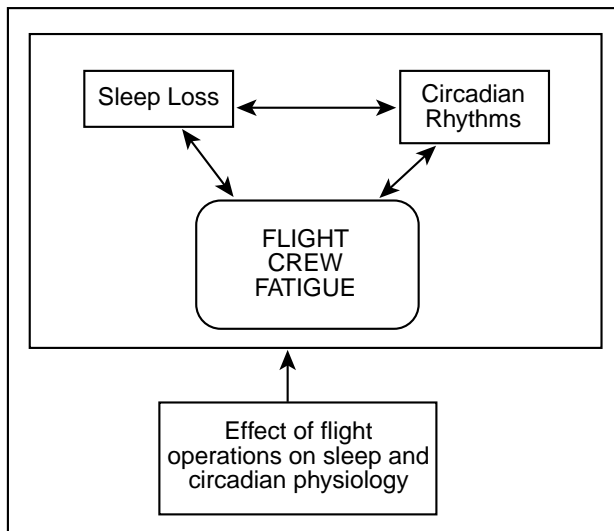 Sleep Loss
Circadian
Rhythms
FLIGHT
CREW
FATIGUE
Effect of flight
operations on sleep and
circadian physiology